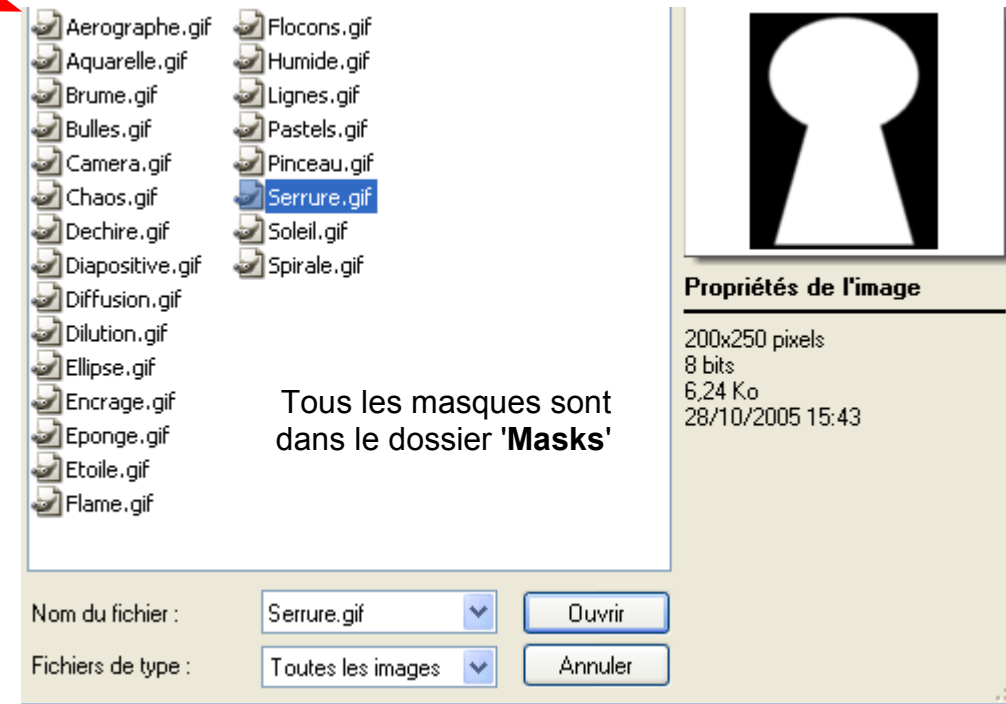 Aerographe.gif
Aquarelle.gif
Brume.gif
Bulles.gif
Camera.gif
Chaos.gif
Dechire.gif
Diapositive.gif
Diffusion.gif
Dilution.gif
Ellipse.gif
Encrage.gif
Eponge.gif
Etoile.gif
Flame.gif
Flocons.gif
Humide.gif
Lignes.gif
Pastels.gif
Pinceau.gif
Serrure.gif
Soleil.gif
Spirale.gif
Tous les masques sont
dans le dossier 'Masks'
Propriétés de l'image
200x250 pixels
8 bits
6,24 Ko
28/10/2005 15:43
Nom du fichier :
Serrure.gif
Ouvrir
Fichiers de type :
Toutes les images
Annuler